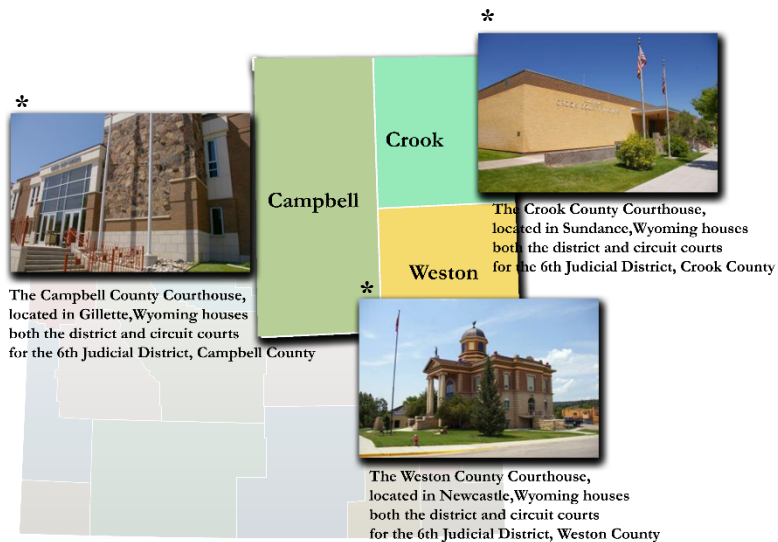 *
*
Crook
Campbell
The Crook County Courthouse,
located in Sundance,Wyoming houses
both the district and circuit courts
for the 6th Judicial District, Crook County
Weston
*
The Campbell County Courthouse,
located in Gillette,Wyoming houses
both the district and circuit courts
for the 6th Judicial District, Campbell County
The Weston County Courthouse,
located in Newcastle,Wyoming houses
both the district and circuit courts
for the 6th Judicial District, Weston County